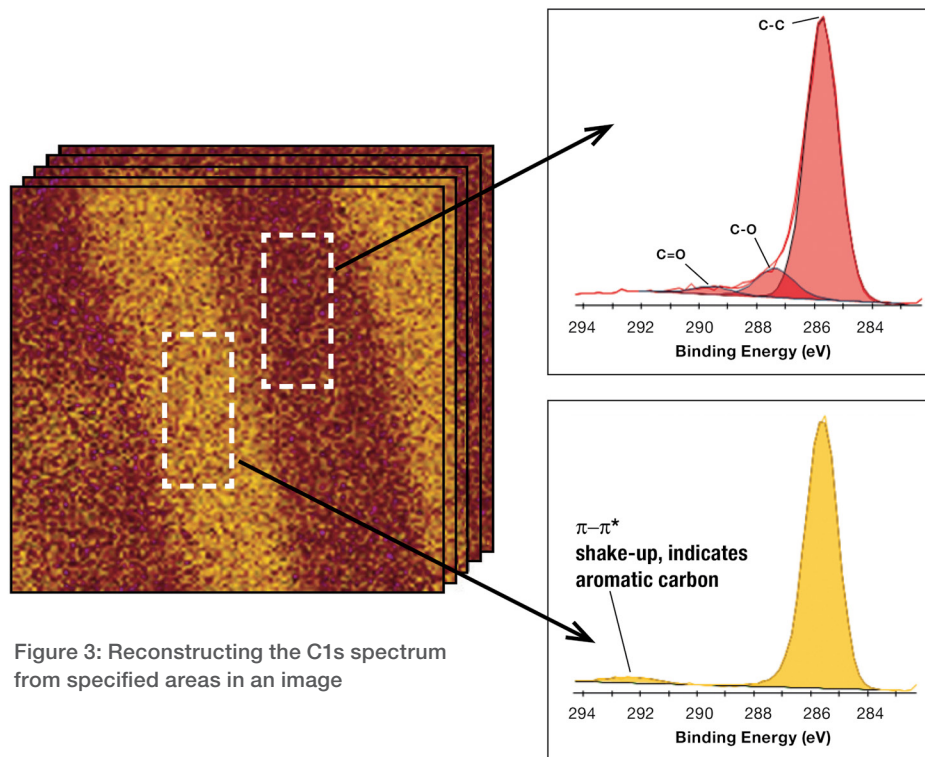 C-C
C-O
C=O
294 292 290 288 286 284
Binding Energy (eV)
π–π*
shake-up, indicates
aromatic carbon
294 292 290 288 286 284
Binding Energy (eV)
Figure 3: Reconstructing the C1s spectrum
from specified areas in an image